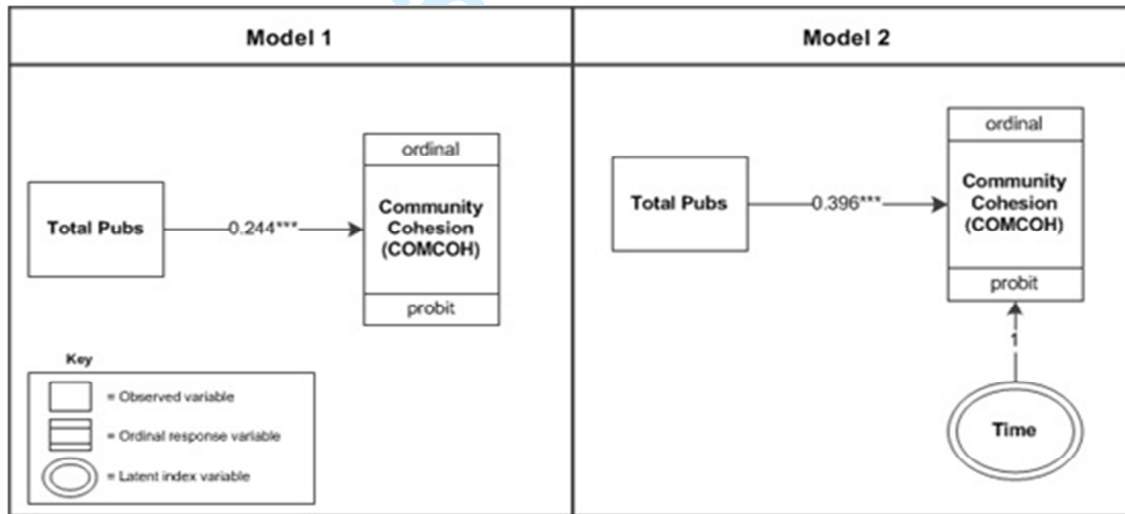 Model 1
Model 2
Total Pubs
0.244***
ordinal
Community
Cohesion
(COMCOH)
probit
Key
= Observed variable
= Ordinal response variable
= Latent index variable
Total Pubs
0.396***
ordinal
Community
Cohesion
(COMCOH)
probit
1
Time